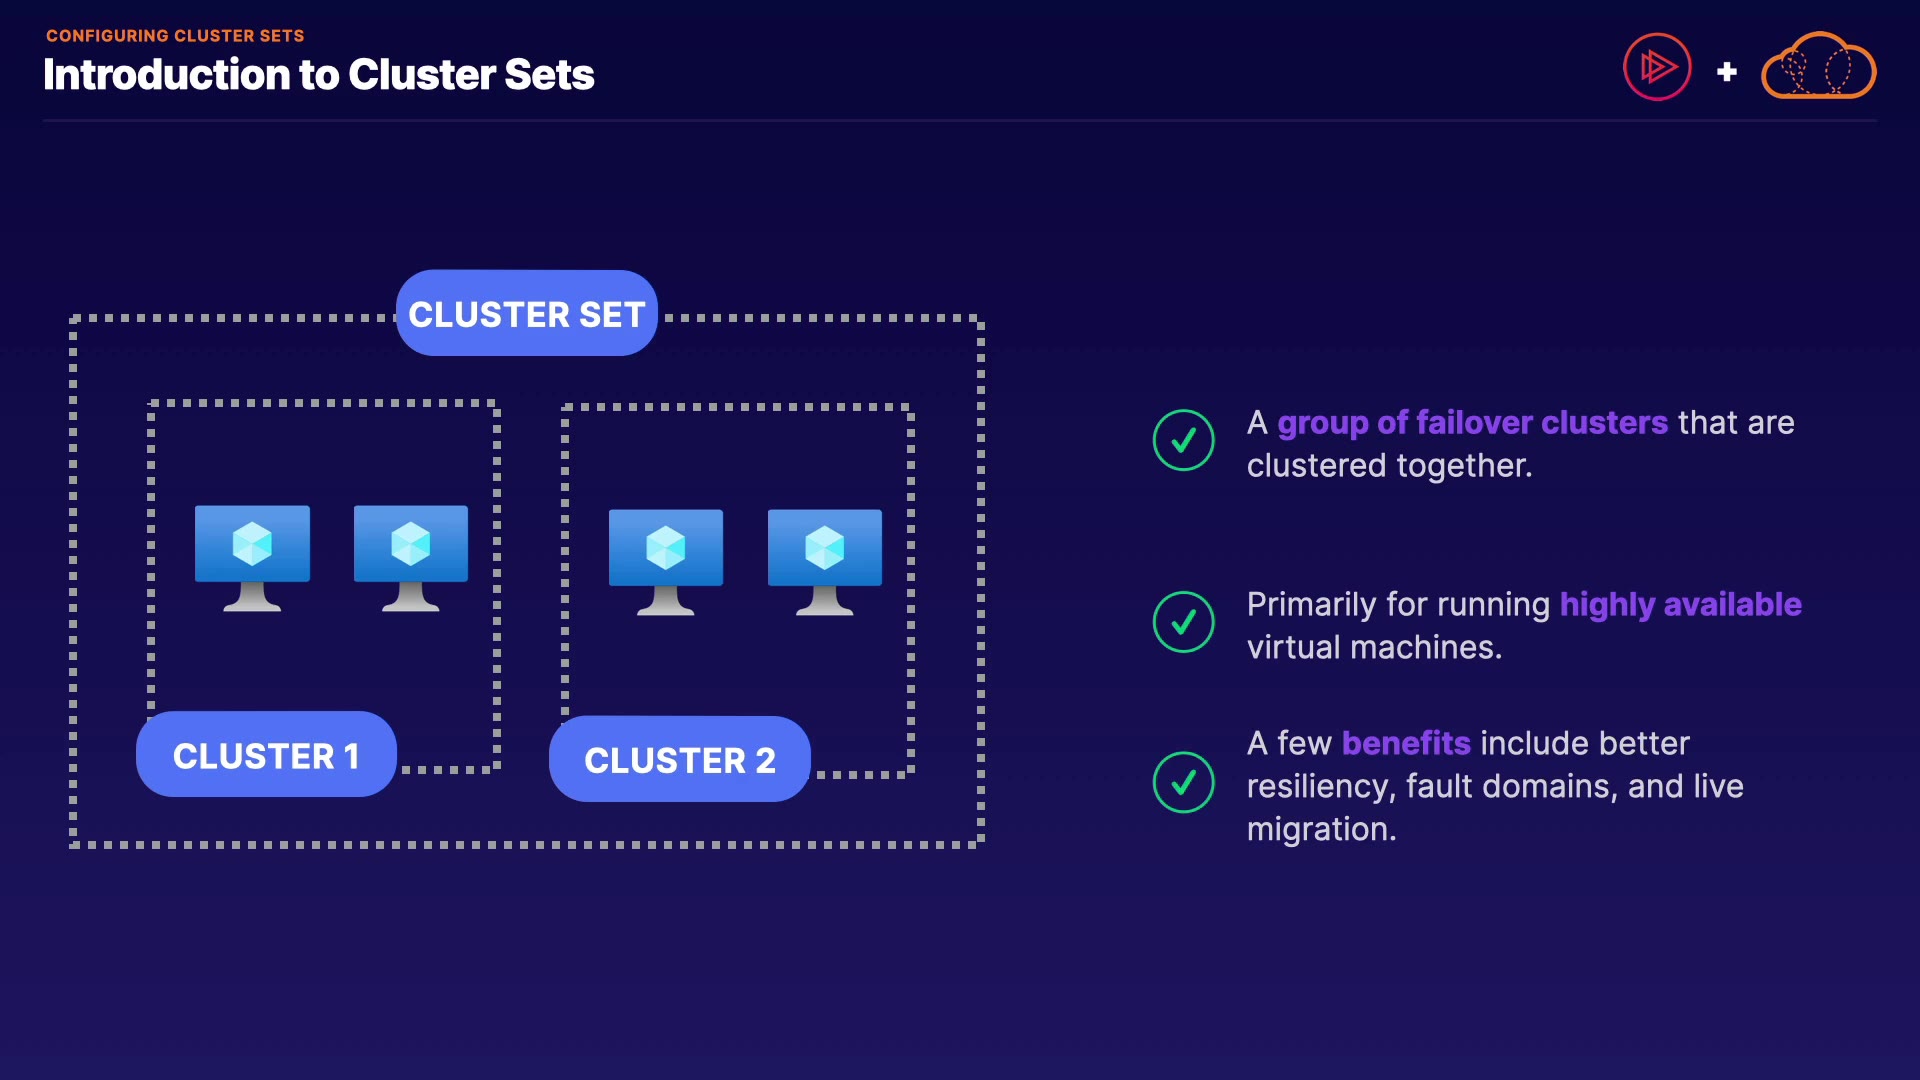 CONFIGURING CLUSTER SETS
Introduction to Cluster Sets
CLUSTER SET
CLUSTER 1
CLUSTER 2
A group of failover clusters that are
clustered together.
Primarily for running highly available
virtual machines.
A few benefits include better
resiliency, fault domains, and live
migration.